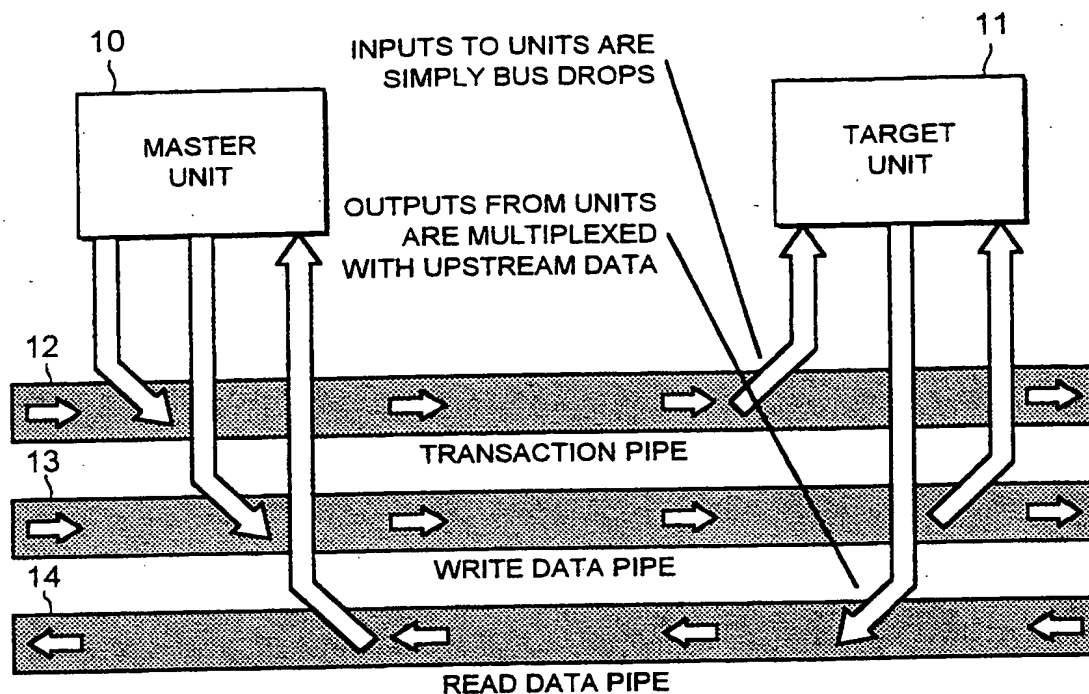 10
INPUTS TO UNITS ARE
SIMPLY BUS DROPS
11
MASTER
UNIT
TARGET
UNIT
OUTPUTS FROM UNITS
ARE MULTIPLEXED
WITH UPSTREAM DATA
12
TRANSACTION PIPE
13
WRITE DATA PIPE
14
READ DATA PIPE